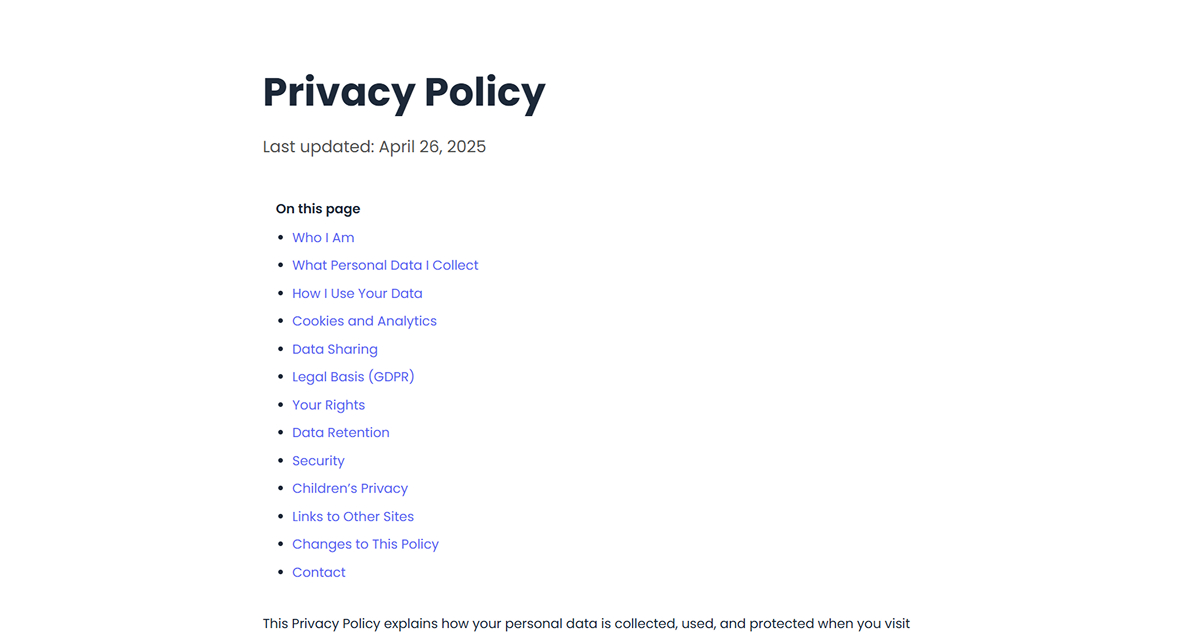 Privacy Policy
Last updated: April 26, 2025
On this page
Who I Am
What Personal Data I Collect
How I Use Your Data
Cookies and Analytics
Data Sharing
Legal Basis (GDPR)
Your Rights
Data Retention
Security
Children’s Privacy
Links to Other Sites
Changes to This Policy
Contact
This Privacy Policy explains how your personal data is collected, used, and protected when you visit